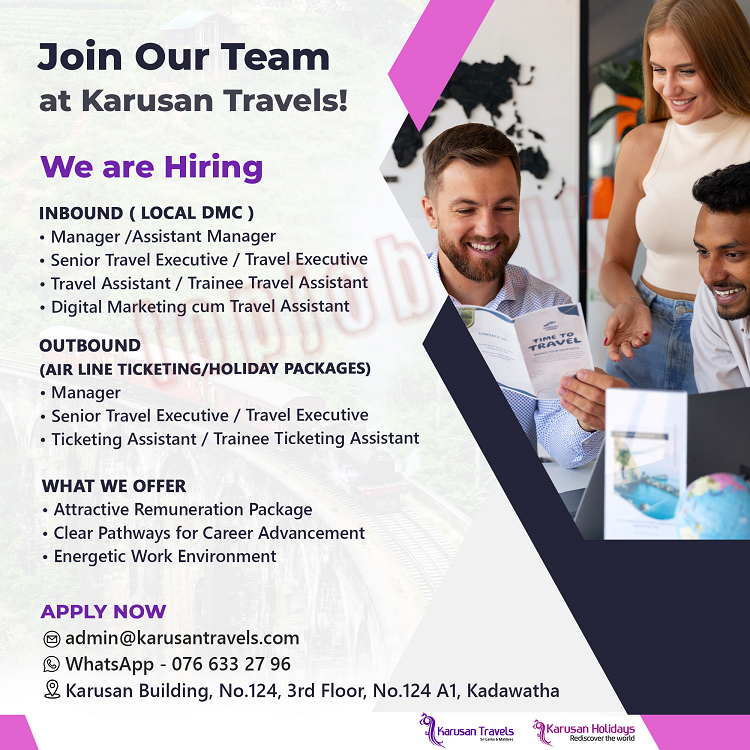 Join Our Team
at Karusan Travels!
We are Hiring
INBOUND ( LOCAL DMC )
• Manager /Assistant Manager
• Senior Travel Executive / Travel Executive
• Travel Assistant / Trainee Travel Assistant
• Digital Marketing cum Travel Assistant
OUTBOUND
(AIR LINE TICKETING/HOLIDAY PACKAGES)
• Manager
• Senior Travel Executive / Travel Executive
• Ticketing Assistant / Trainee Ticketing Assistant
WHAT WE OFFER
• Attractive Remuneration Package
• Clear Pathways for Career Advancement
• Energetic Work Environment
APPLY NOW
admin@karusantravels.com
WhatsApp - 076 633 27 96
Karusan Building, No.124, 3rd Floor, No.124 A1, Kadawatha
TIME TO
TRAVEL
Karusan Travels
Sri Lanka & Maldives
Karusan Holidays
Rediscover the world